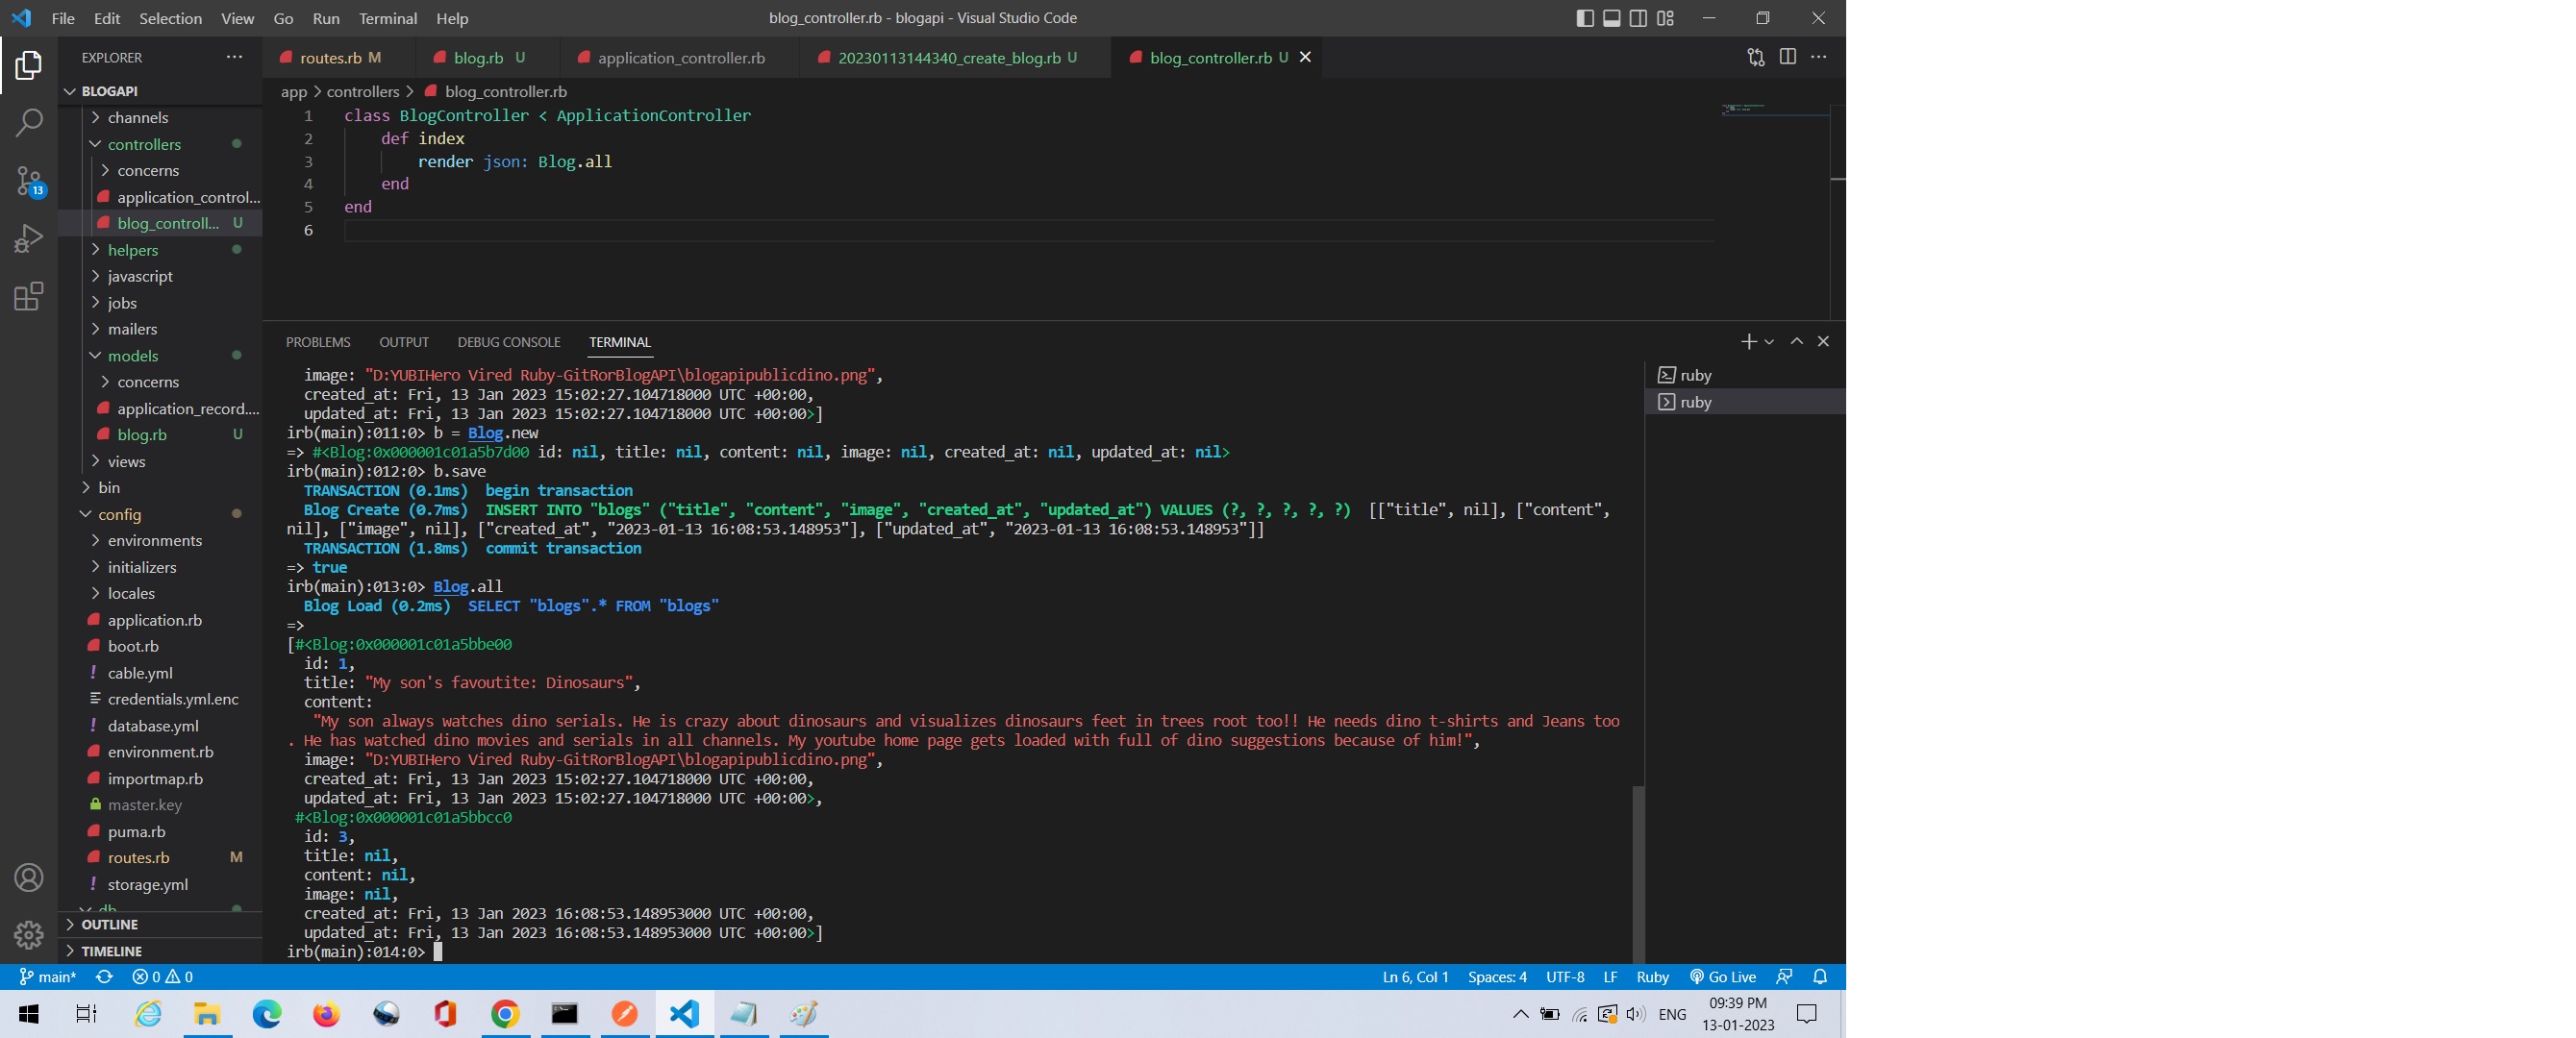 File Edit Selection View Go Run Terminal Help
blog_controller.rb - blogapi - Visual Studio Code
EXPLORER
routes.rb M
blog.rb U
application_controller.rb
20230113144340_create_blog.rb U
blog_controller.rb U
BLOGAPI
channels
controllers
concerns
application_control...
blog_controll... U
helpers
javascript
jobs
mailers
models
concerns
application_record....
blog.rb U
views
bin
config
environments
initializers
locales
application.rb
boot.rb
cable.yml
credentials.yml.enc
database.yml
environment.rb
importmap.rb
master.key
puma.rb
routes.rb M
storage.yml
db
OUTLINE
TIMELINE
13
app > controllers > blog_controller.rb
1 class BlogController < ApplicationController
2 def index
3 render json: Blog.all
4 end
5 end
6
PROBLEMS OUTPUT DEBUG CONSOLE TERMINAL
ruby
ruby
image: "D:YUBIHero Vired Ruby-GitRorBlogAPI\blogapipublicdino.png",
created_at: Fri, 13 Jan 2023 15:02:27.104718000 UTC +00:00,
updated_at: Fri, 13 Jan 2023 15:02:27.104718000 UTC +00:00>]
irb(main):011:0> b = Blog.new
=> #<Blog:0x000001c01a5b7d00 id: nil, title: nil, content: nil, image: nil, created_at: nil, updated_at: nil>
irb(main):012:0> b.save
TRANSACTION (0.1ms) begin transaction
Blog Create (0.7ms) INSERT INTO "blogs" ("title", "content", "image", "created_at", "updated_at") VALUES (?, ?, ?, ?, ?) [["title", nil], ["content",
nil], ["image", nil], ["created_at", "2023-01-13 16:08:53.148953"], ["updated_at", "2023-01-13 16:08:53.148953"]]
TRANSACTION (1.8ms) commit transaction
=> true
irb(main):013:0> Blog.all
Blog Load (0.2ms) SELECT "blogs".* FROM "blogs"
=>
[#<Blog:0x000001c01a5bbe00
id: 1,
title: "My son's favoutite: Dinosaurs",
content:
"My son always watches dino serials. He is crazy about dinosaurs and visualizes dinosaurs feet in trees root too!! He needs dino t-shirts and Jeans too
. He has watched dino movies and serials in all channels. My youtube home page gets loaded with full of dino suggestions because of him!",
image: "D:YUBIHero Vired Ruby-GitRorBlogAPI\blogapipublicdino.png",
created_at: Fri, 13 Jan 2023 15:02:27.104718000 UTC +00:00,
updated_at: Fri, 13 Jan 2023 15:02:27.104718000 UTC +00:00>,
#<Blog:0x000001c01a5bbcc0
id: 3,
title: nil,
content: nil,
image: nil,
created_at: Fri, 13 Jan 2023 16:08:53.148953000 UTC +00:00,
updated_at: Fri, 13 Jan 2023 16:08:53.148953000 UTC +00:00>]
irb(main):014:0>
main* 0 0
Ln 6, Col 1 Spaces: 4 UTF-8 LF Ruby Go Live
ENG
09:39 PM
13-01-2023